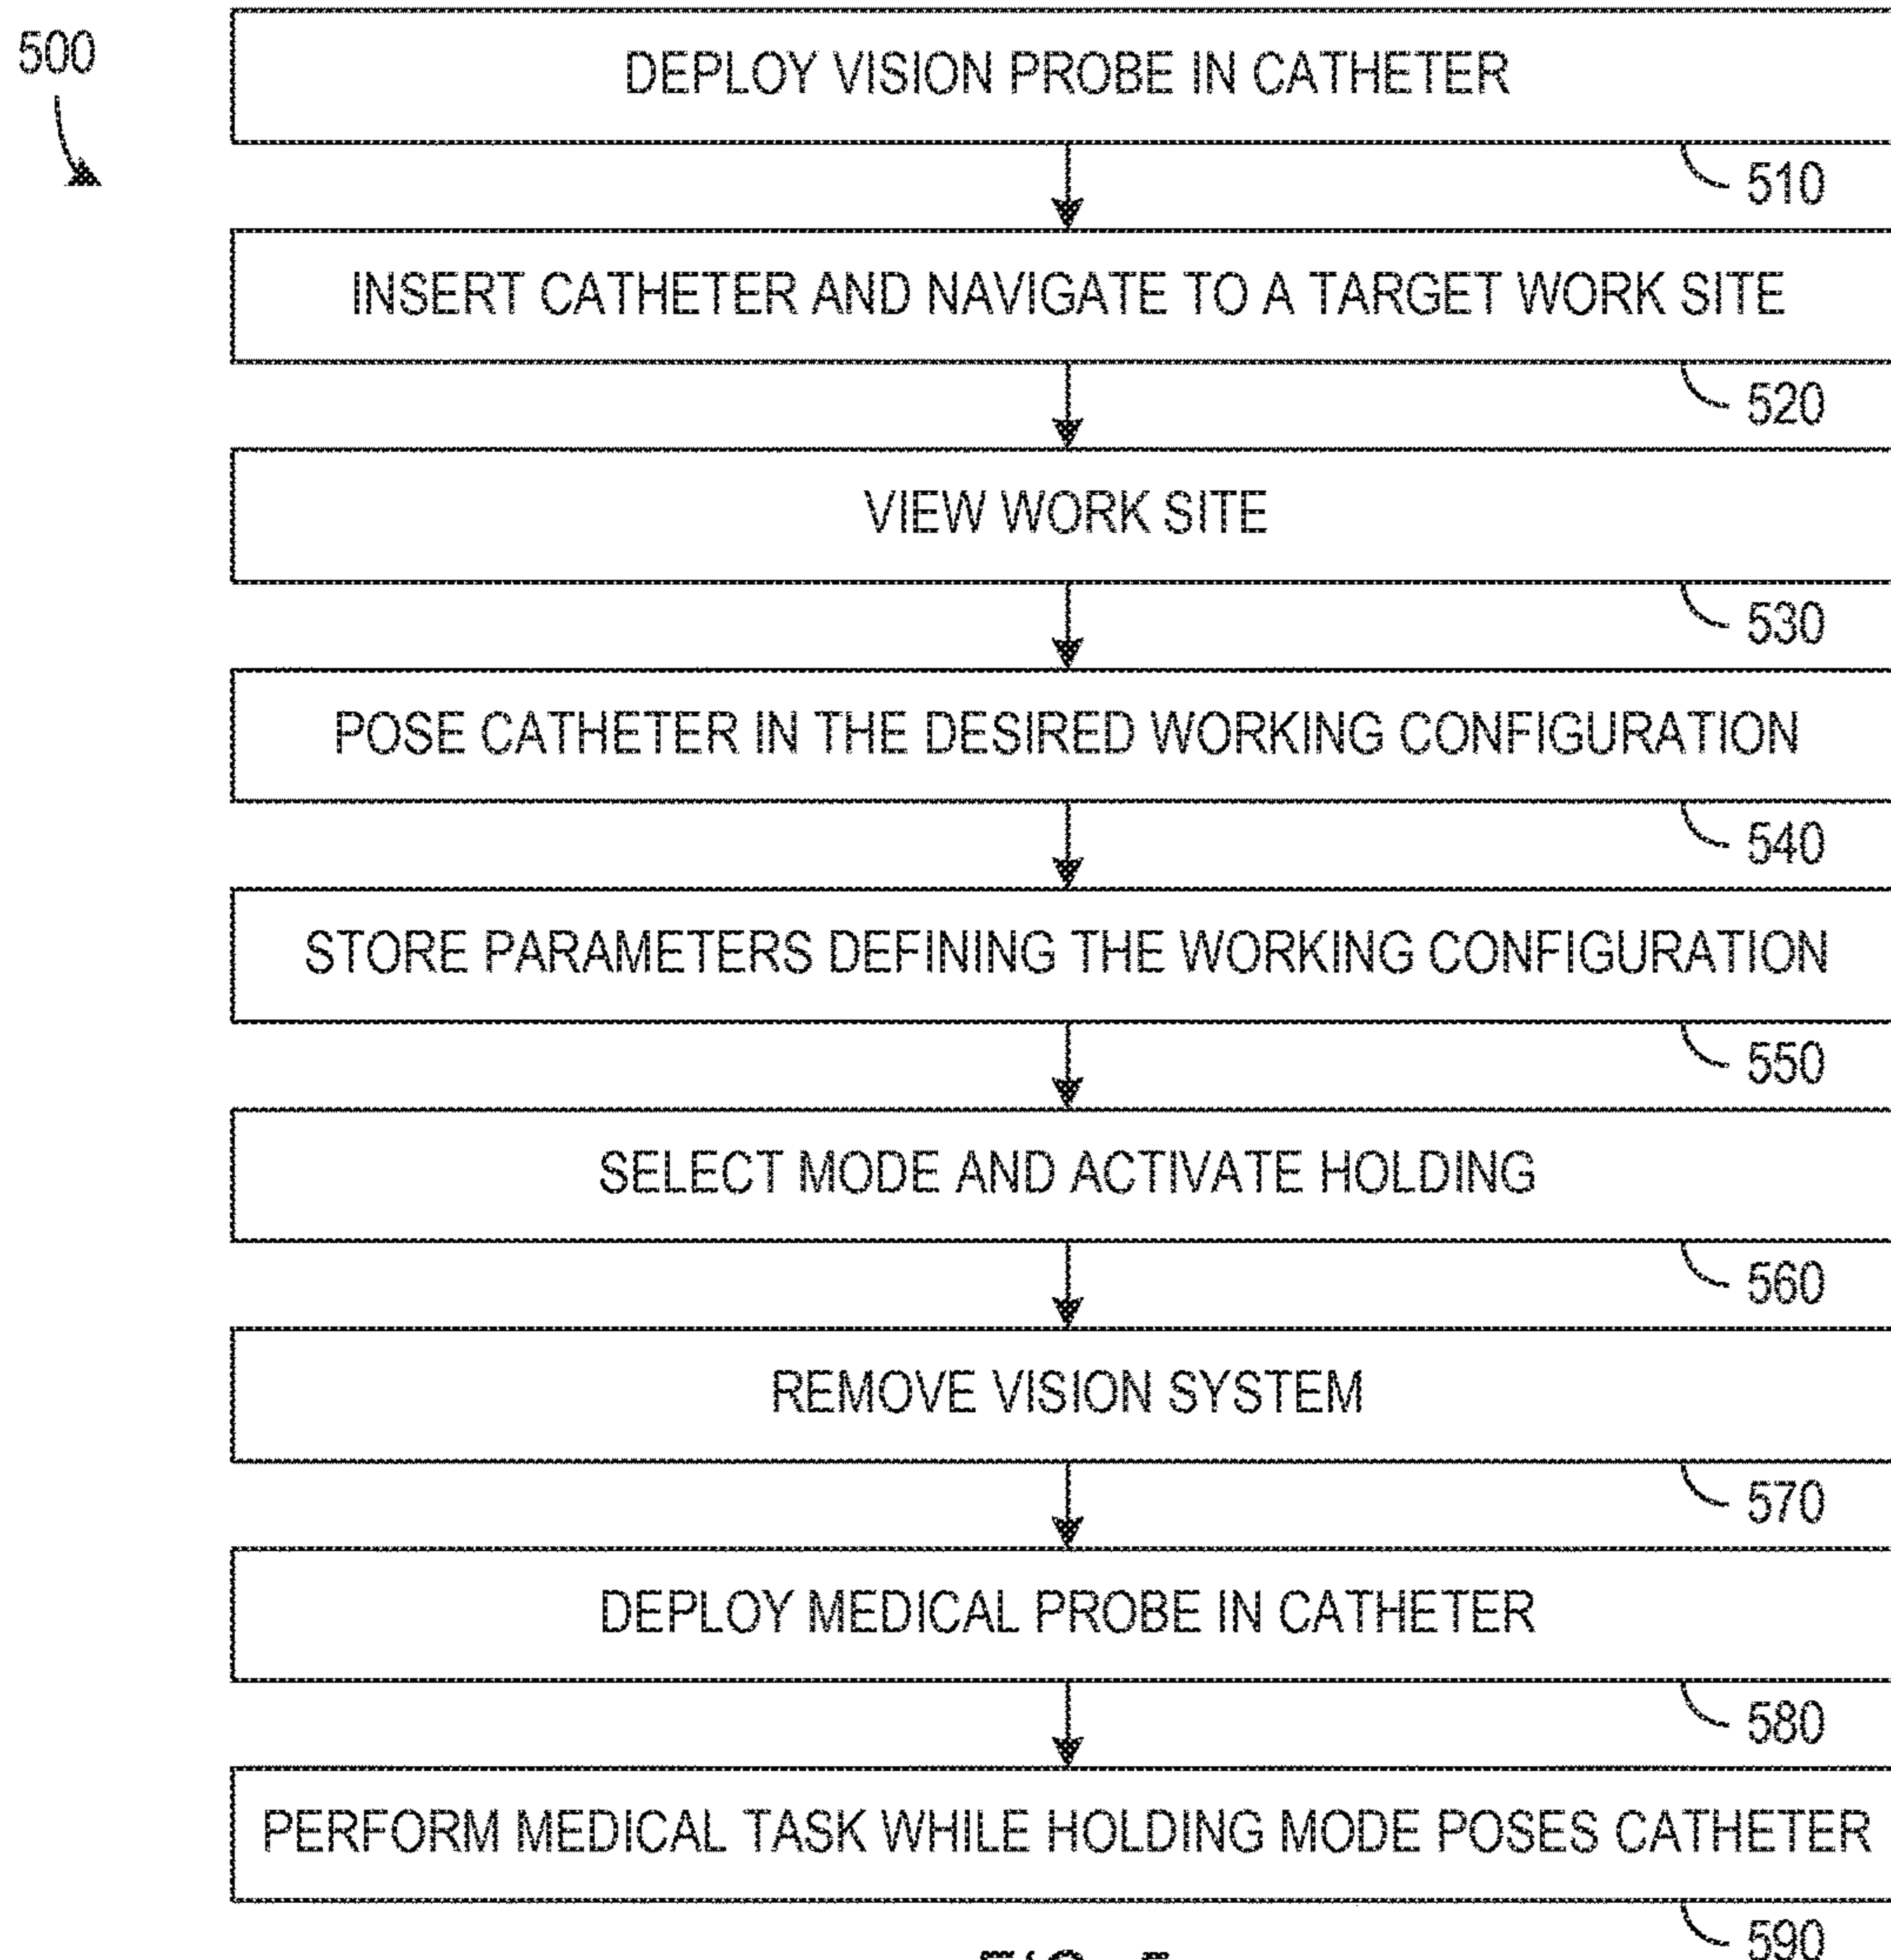 500
DEPLOY VISION PROBE IN CATHETER
510
INSERT CATHETER AND NAVIGATE TO A TARGET WORK SITE
520
VIEW WORK SITE
530
POSE CATHETER IN THE DESIRED WORKING CONFIGURATION
540
STORE PARAMETERS DEFINING THE WORKING CONFIGURATION
550
SELECT MODE AND ACTIVATE HOLDING
560
REMOVE VISION SYSTEM
570
DEPLOY MEDICAL PROBE IN CATHETER
580
PERFORM MEDICAL TASK WHILE HOLDING MODE POSES CATHETER
590